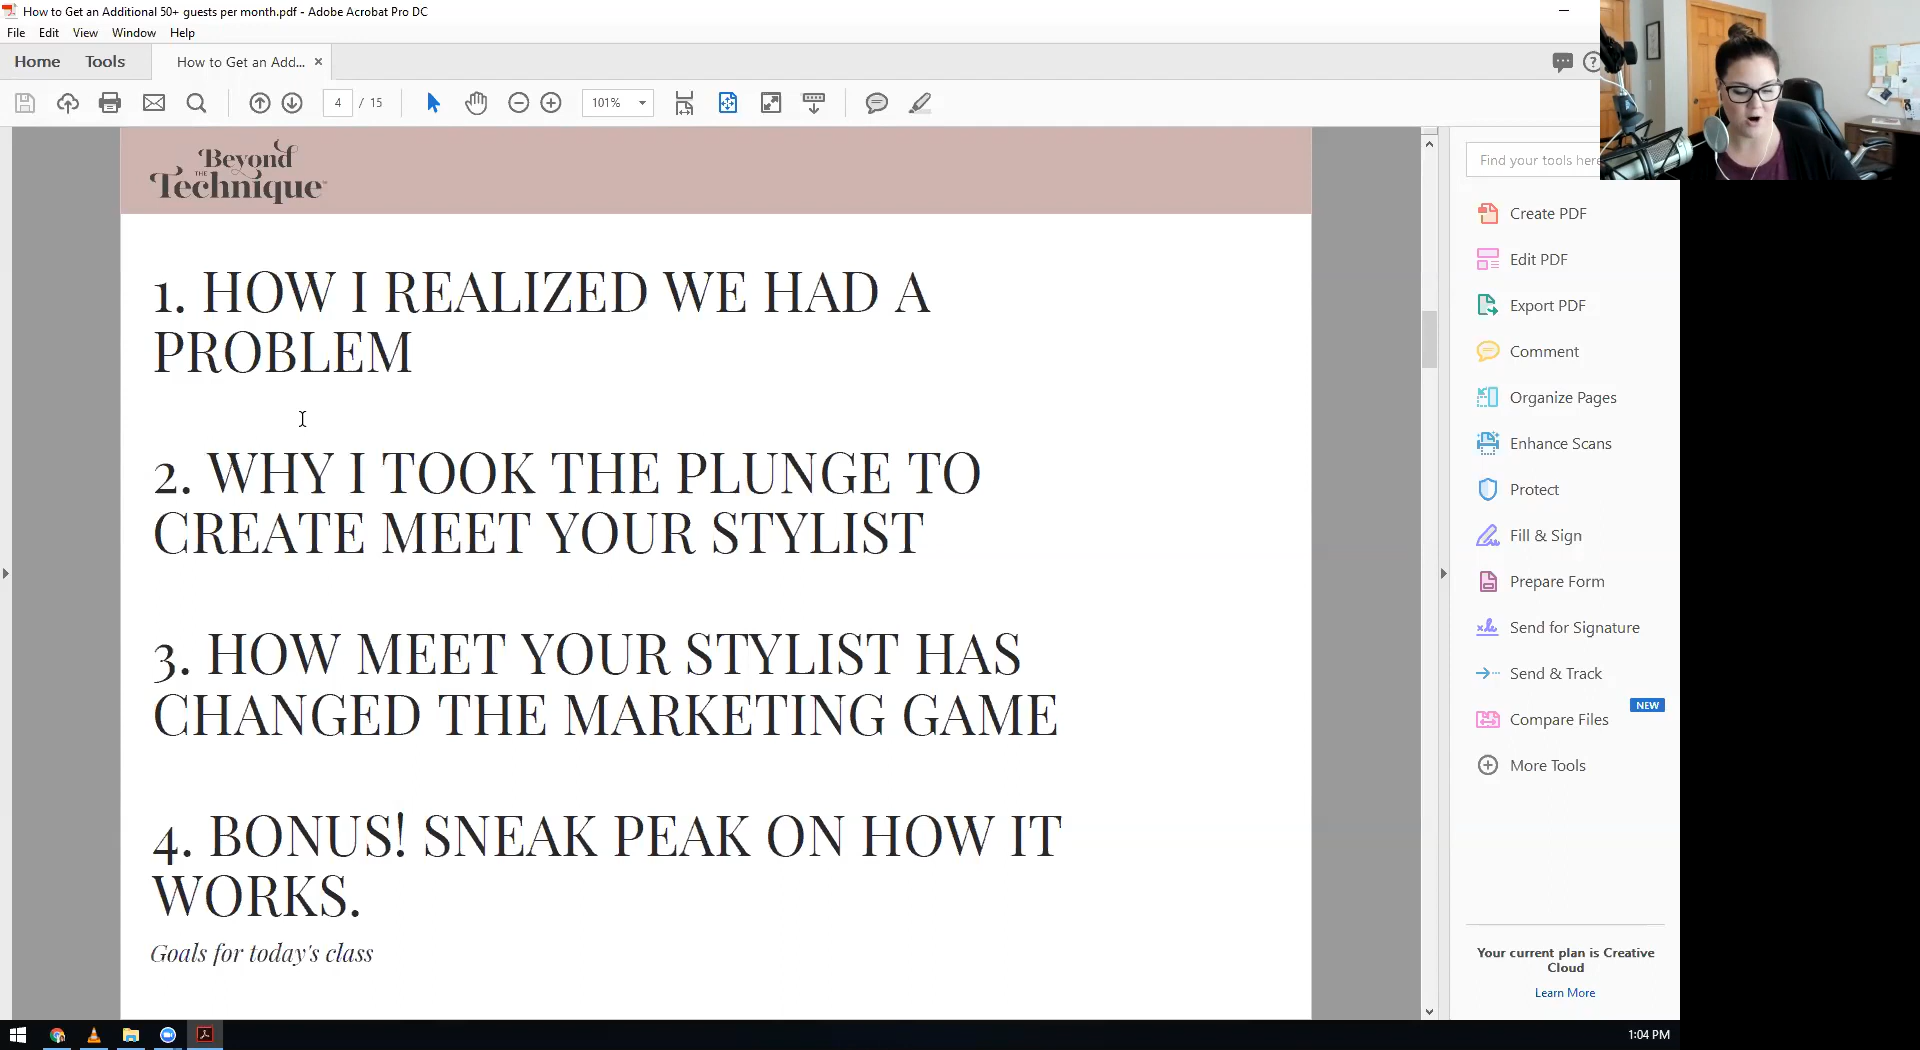 How to Get an Additional 50+ guests per month.pdf - Adobe Acrobat Pro DC
File Edit View Window Help
Home Tools How to Get an Add... ×
4 / 15 101%
Find your tools here
Beyond
THE
Technique
1. HOW I REALIZED WE HAD A
PROBLEM
2. WHY I TOOK THE PLUNGE TO
CREATE MEET YOUR STYLIST
3. HOW MEET YOUR STYLIST HAS
CHANGED THE MARKETING GAME
4. BONUS! SNEAK PEAK ON HOW IT
WORKS.
Goals for today's class
Create PDF
Edit PDF
Export PDF
Comment
Organize Pages
Enhance Scans
Protect
Fill & Sign
Prepare Form
Send for Signature
Send & Track
NEW
Compare Files
More Tools
Your current plan is Creative
Cloud
Learn More
1:04 PM